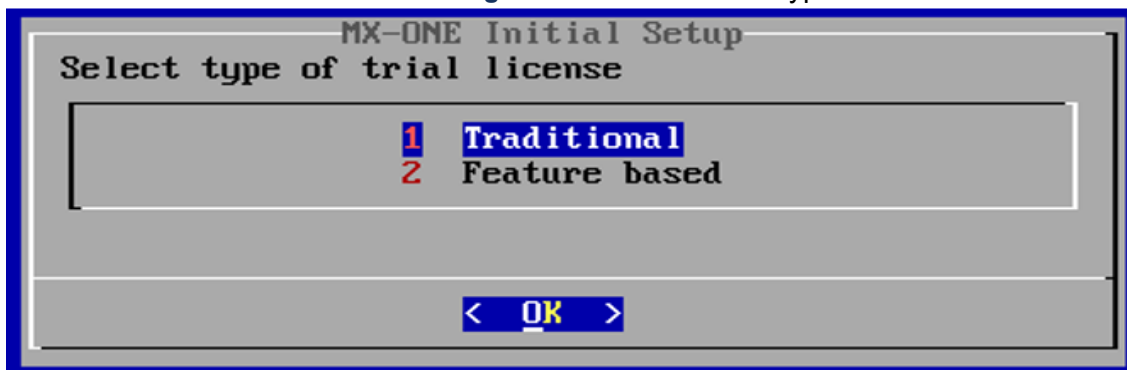 MX-ONE Initial Setup
Select type of trial license
1 Traditional
2 Feature based
< OK >